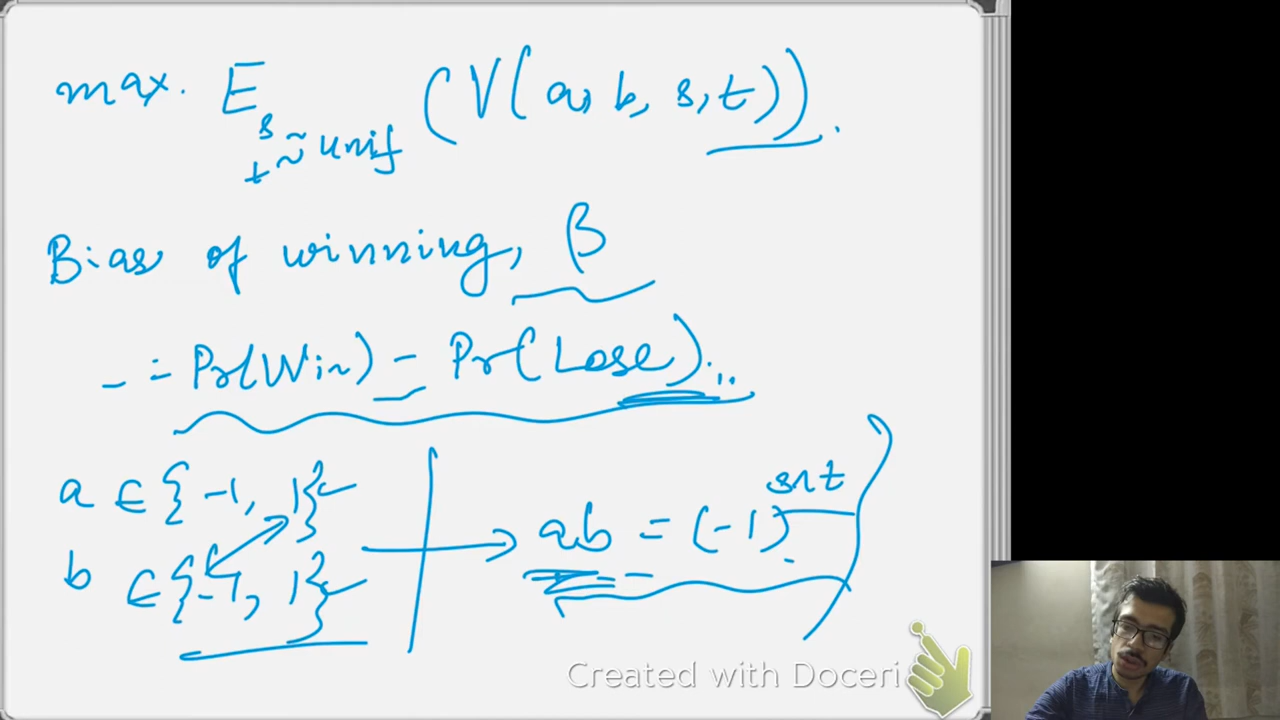 max. E s ~ t ~ unif (V(a, b, s, t)).
Bias of winning, β
_ = Pr(Win) - Pr(Lose)...
a ∈ {-1, 1}
ab = (-1)^{s∧t}
b ∈ {-1, 1}
Created with Doceri